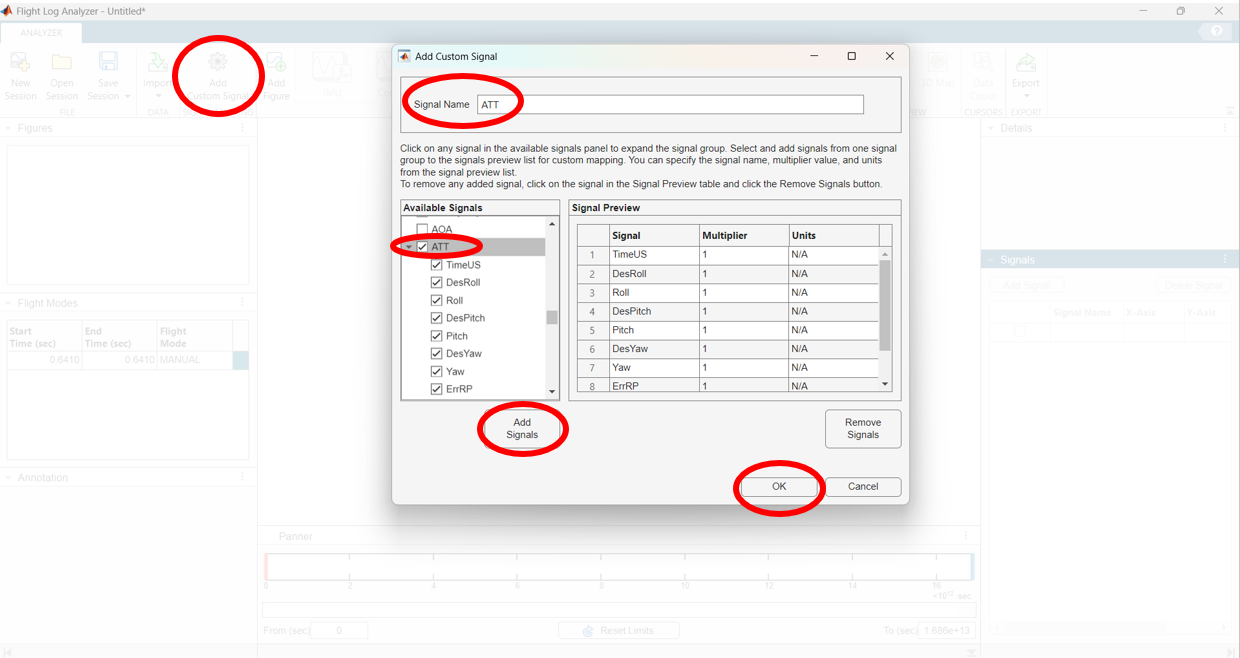 Flight Log Analyzer - Untitled*
ANALYZER
New
Session
Open
Session
Save
Session
Import
Add
Custom Signal
Add
Figure
Export
FILE
DATA
CURSORS
EXPORT
Figures
Flight Modes
Start
Time (sec)
End
Time (sec)
Flight
Mode
0.6410
0.6410
MANUAL
Annotation
Add Custom Signal
Signal Name
ATT
Click on any signal in the available signals panel to expand the signal group. Select and add signals from one signal
group to the signals preview list for custom mapping. You can specify the signal name, multiplier value, and units
from the signal preview list.
To remove any added signal, click on the signal in the Signal Preview table and click the Remove Signals button.
Available Signals
AOA
ATT
TimeUS
DesRoll
Roll
DesPitch
Pitch
DesYaw
Yaw
ErrRP
Signal Preview
Signal Multiplier Units
1 TimeUS 1 N/A
2 DesRoll 1 N/A
3 Roll 1 N/A
4 DesPitch 1 N/A
5 Pitch 1 N/A
6 DesYaw 1 N/A
7 Yaw 1 N/A
8 ErrRP 1 N/A
Add
Signals
Remove
Signals
OK
Cancel
Details
Signals
Add Signal
Delete Signal
Signal Name X-Axis Y-Axis
Panner
0 2 4 6 8 10 12 14 16
×10¹² sec
From (sec) 0
Reset Limits
To (sec) 1.686e+13